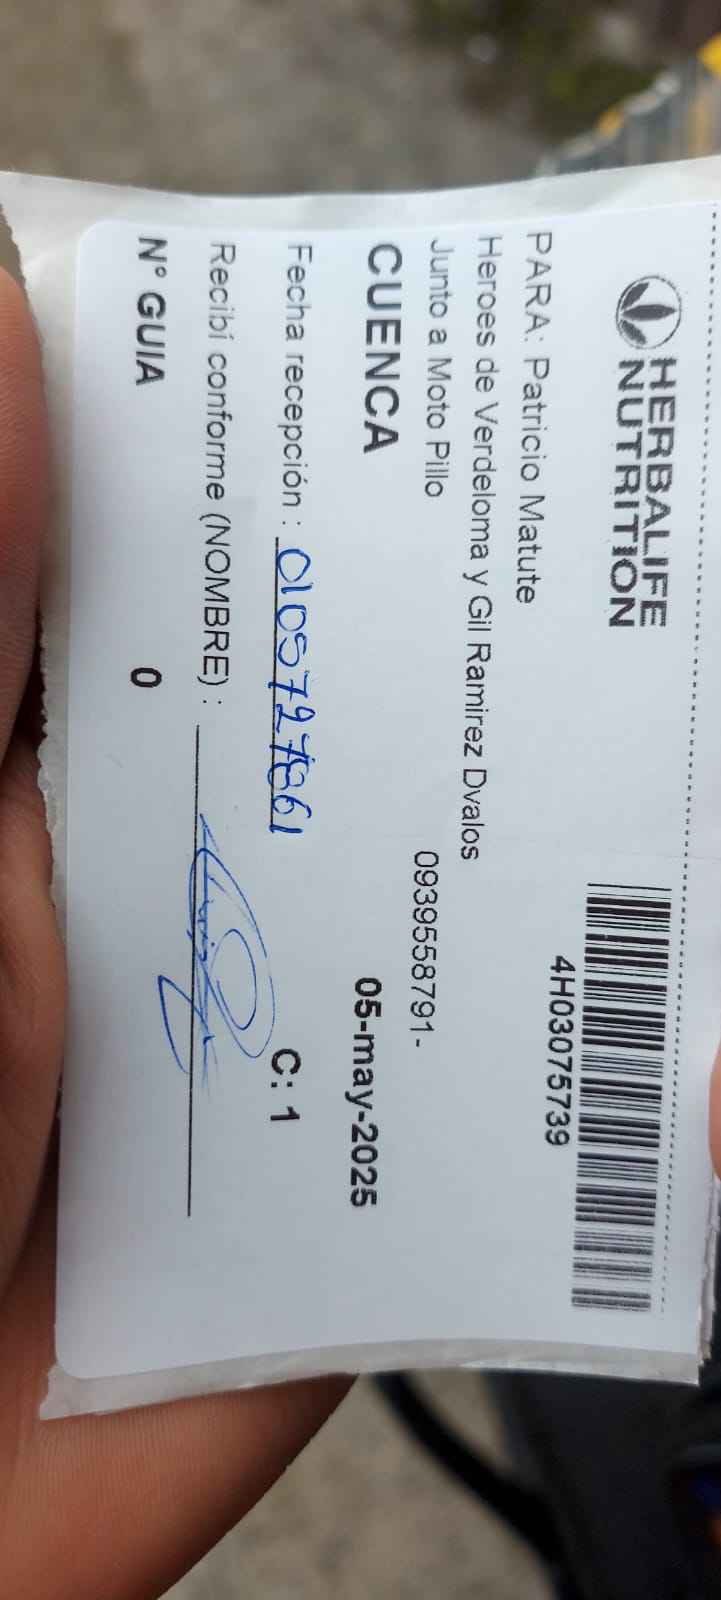 HERBALIFE
NUTRITION
4H03075739
PARA: Patricio Matute
Heroes de Verdeloma y Gil Ramirez Dvalos
Junto a Moto Pillo 0939558791-
CUENCA 05-may-2025
Fecha recepción : 0105727861 C: 1
Recibí conforme (NOMBRE) :
N° GUIA 0